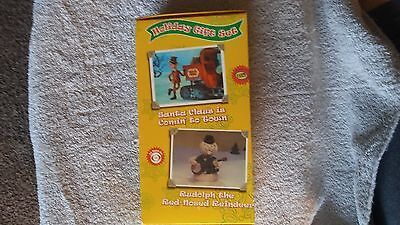 Holiday Gift Set
Santa Claus is
Comin' to Town
Rudolph the
Red-Nosed Reindeer